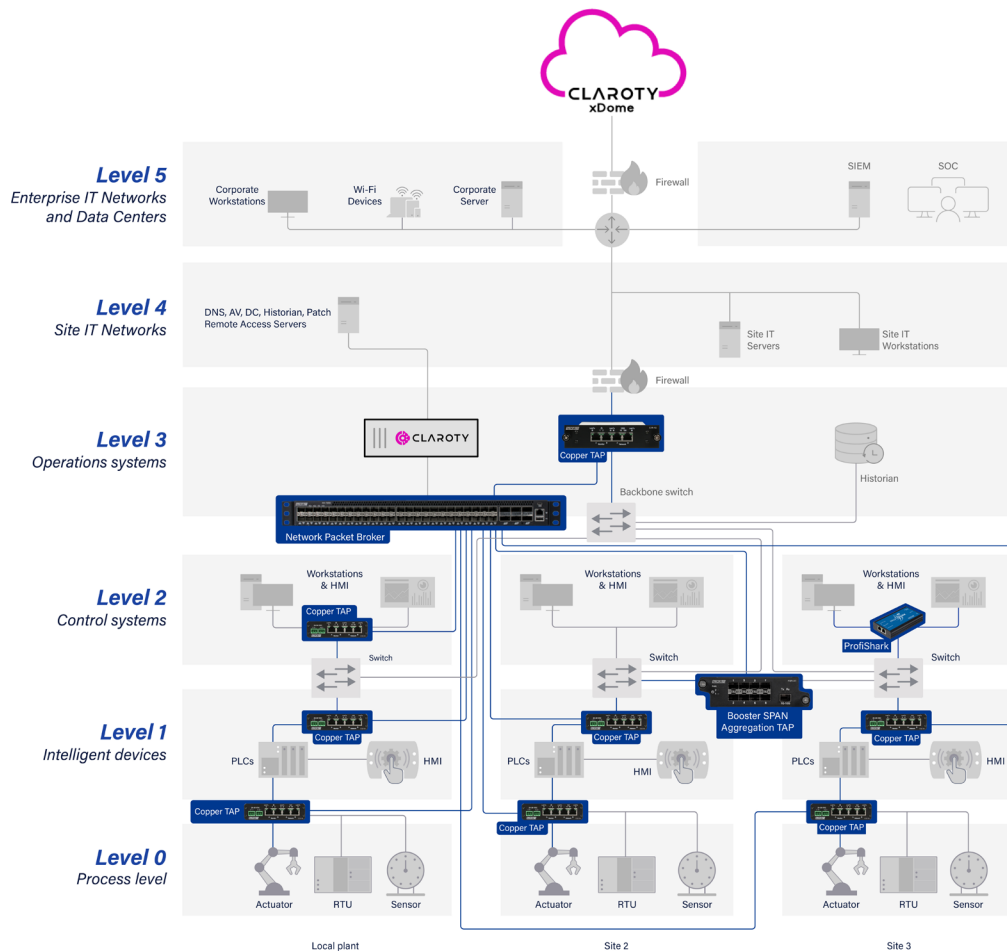 CLAROTY
xDome
Level 5
Enterprise IT Networks
and Data Centers
Corporate
Workstations
Wi-Fi
Devices
Corporate
Server
Firewall
SIEM
SOC
Level 4
Site IT Networks
DNS, AV, DC, Historian, Patch
Remote Access Servers
Site IT
Servers
Site IT
Workstations
Firewall
Level 3
Operations systems
CLAROTY
Copper TAP
Historian
Backbone switch
Network Packet Broker
Level 2
Control systems
Workstations
& HMI
Copper TAP
Switch
Workstations
& HMI
Switch
Workstations
& HMI
ProfiShark
Switch
Level 1
Intelligent devices
Copper TAP
PLCs
HMI
Copper TAP
PLCs
HMI
Booster SPAN
Aggregation TAP
Copper TAP
PLCs
HMI
Level 0
Process level
Copper TAP
Actuator
RTU
Sensor
Copper TAP
Actuator
RTU
Sensor
Copper TAP
Actuator
RTU
Sensor
Local plant
Site 2
Site 3